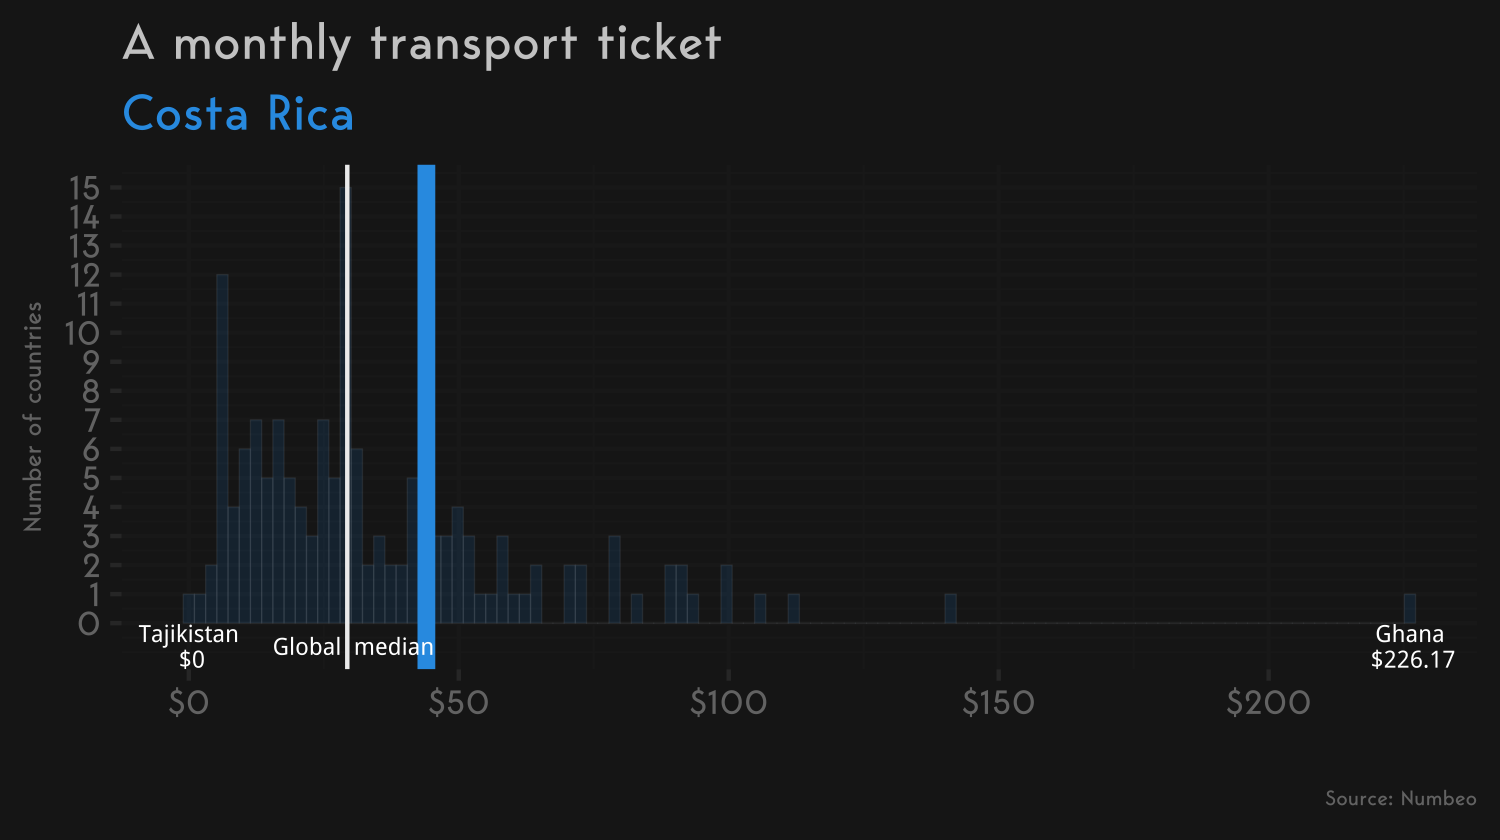 A monthly transport ticket
Costa Rica
Number of countries
15
14
13
12
11
10
9
8
7
6
5
4
3
2
1
0
Tajikistan
$0
Global median
Ghana
$226.17
$0 $50 $100 $150 $200
Source: Numbeo